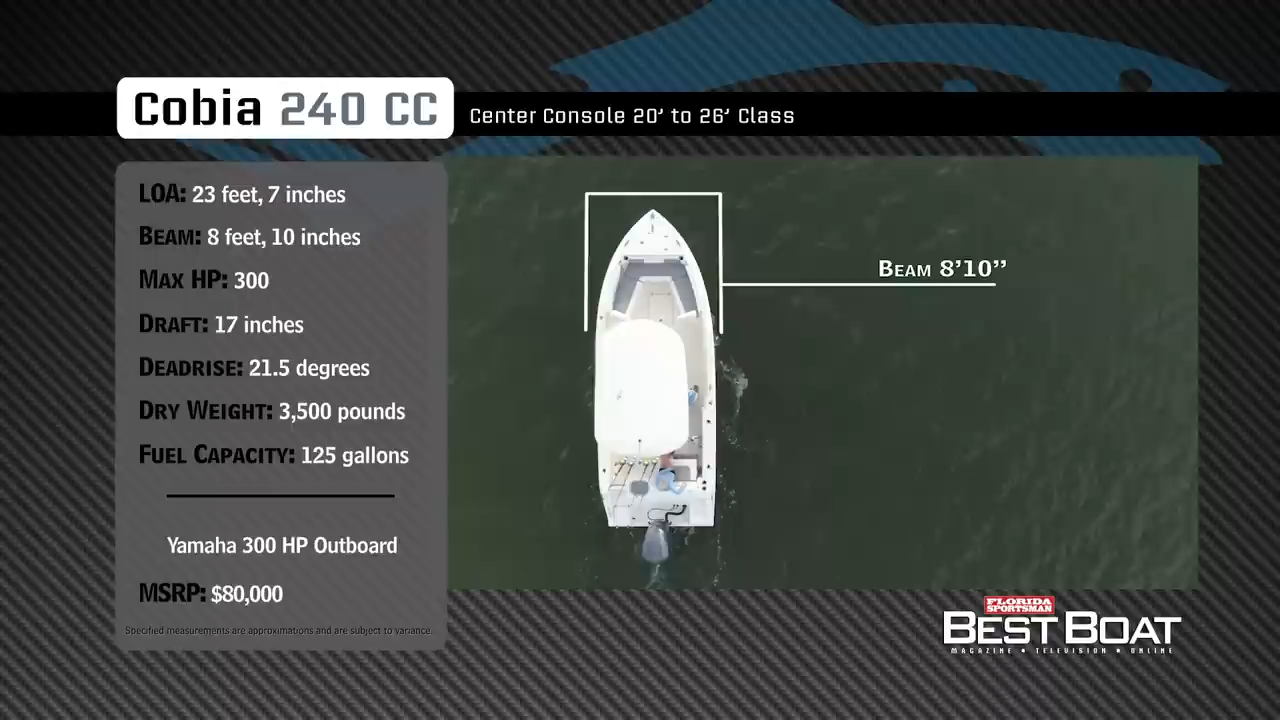 Cobia 240 CC
Center Console 20’ to 26’ Class
LOA: 23 feet, 7 inches
BEAM: 8 feet, 10 inches
MAX HP: 300
DRAFT: 17 inches
DEADRISE: 21.5 degrees
DRY WEIGHT: 3,500 pounds
FUEL CAPACITY: 125 gallons
Yamaha 300 HP Outboard
MSRP: $80,000
Specified measurements are approximations and are subject to variance.
BEAM 8’10”
FLORIDA
SPORTSMAN
BEST BOAT
MAGAZINE • TELEVISION • ONLINE